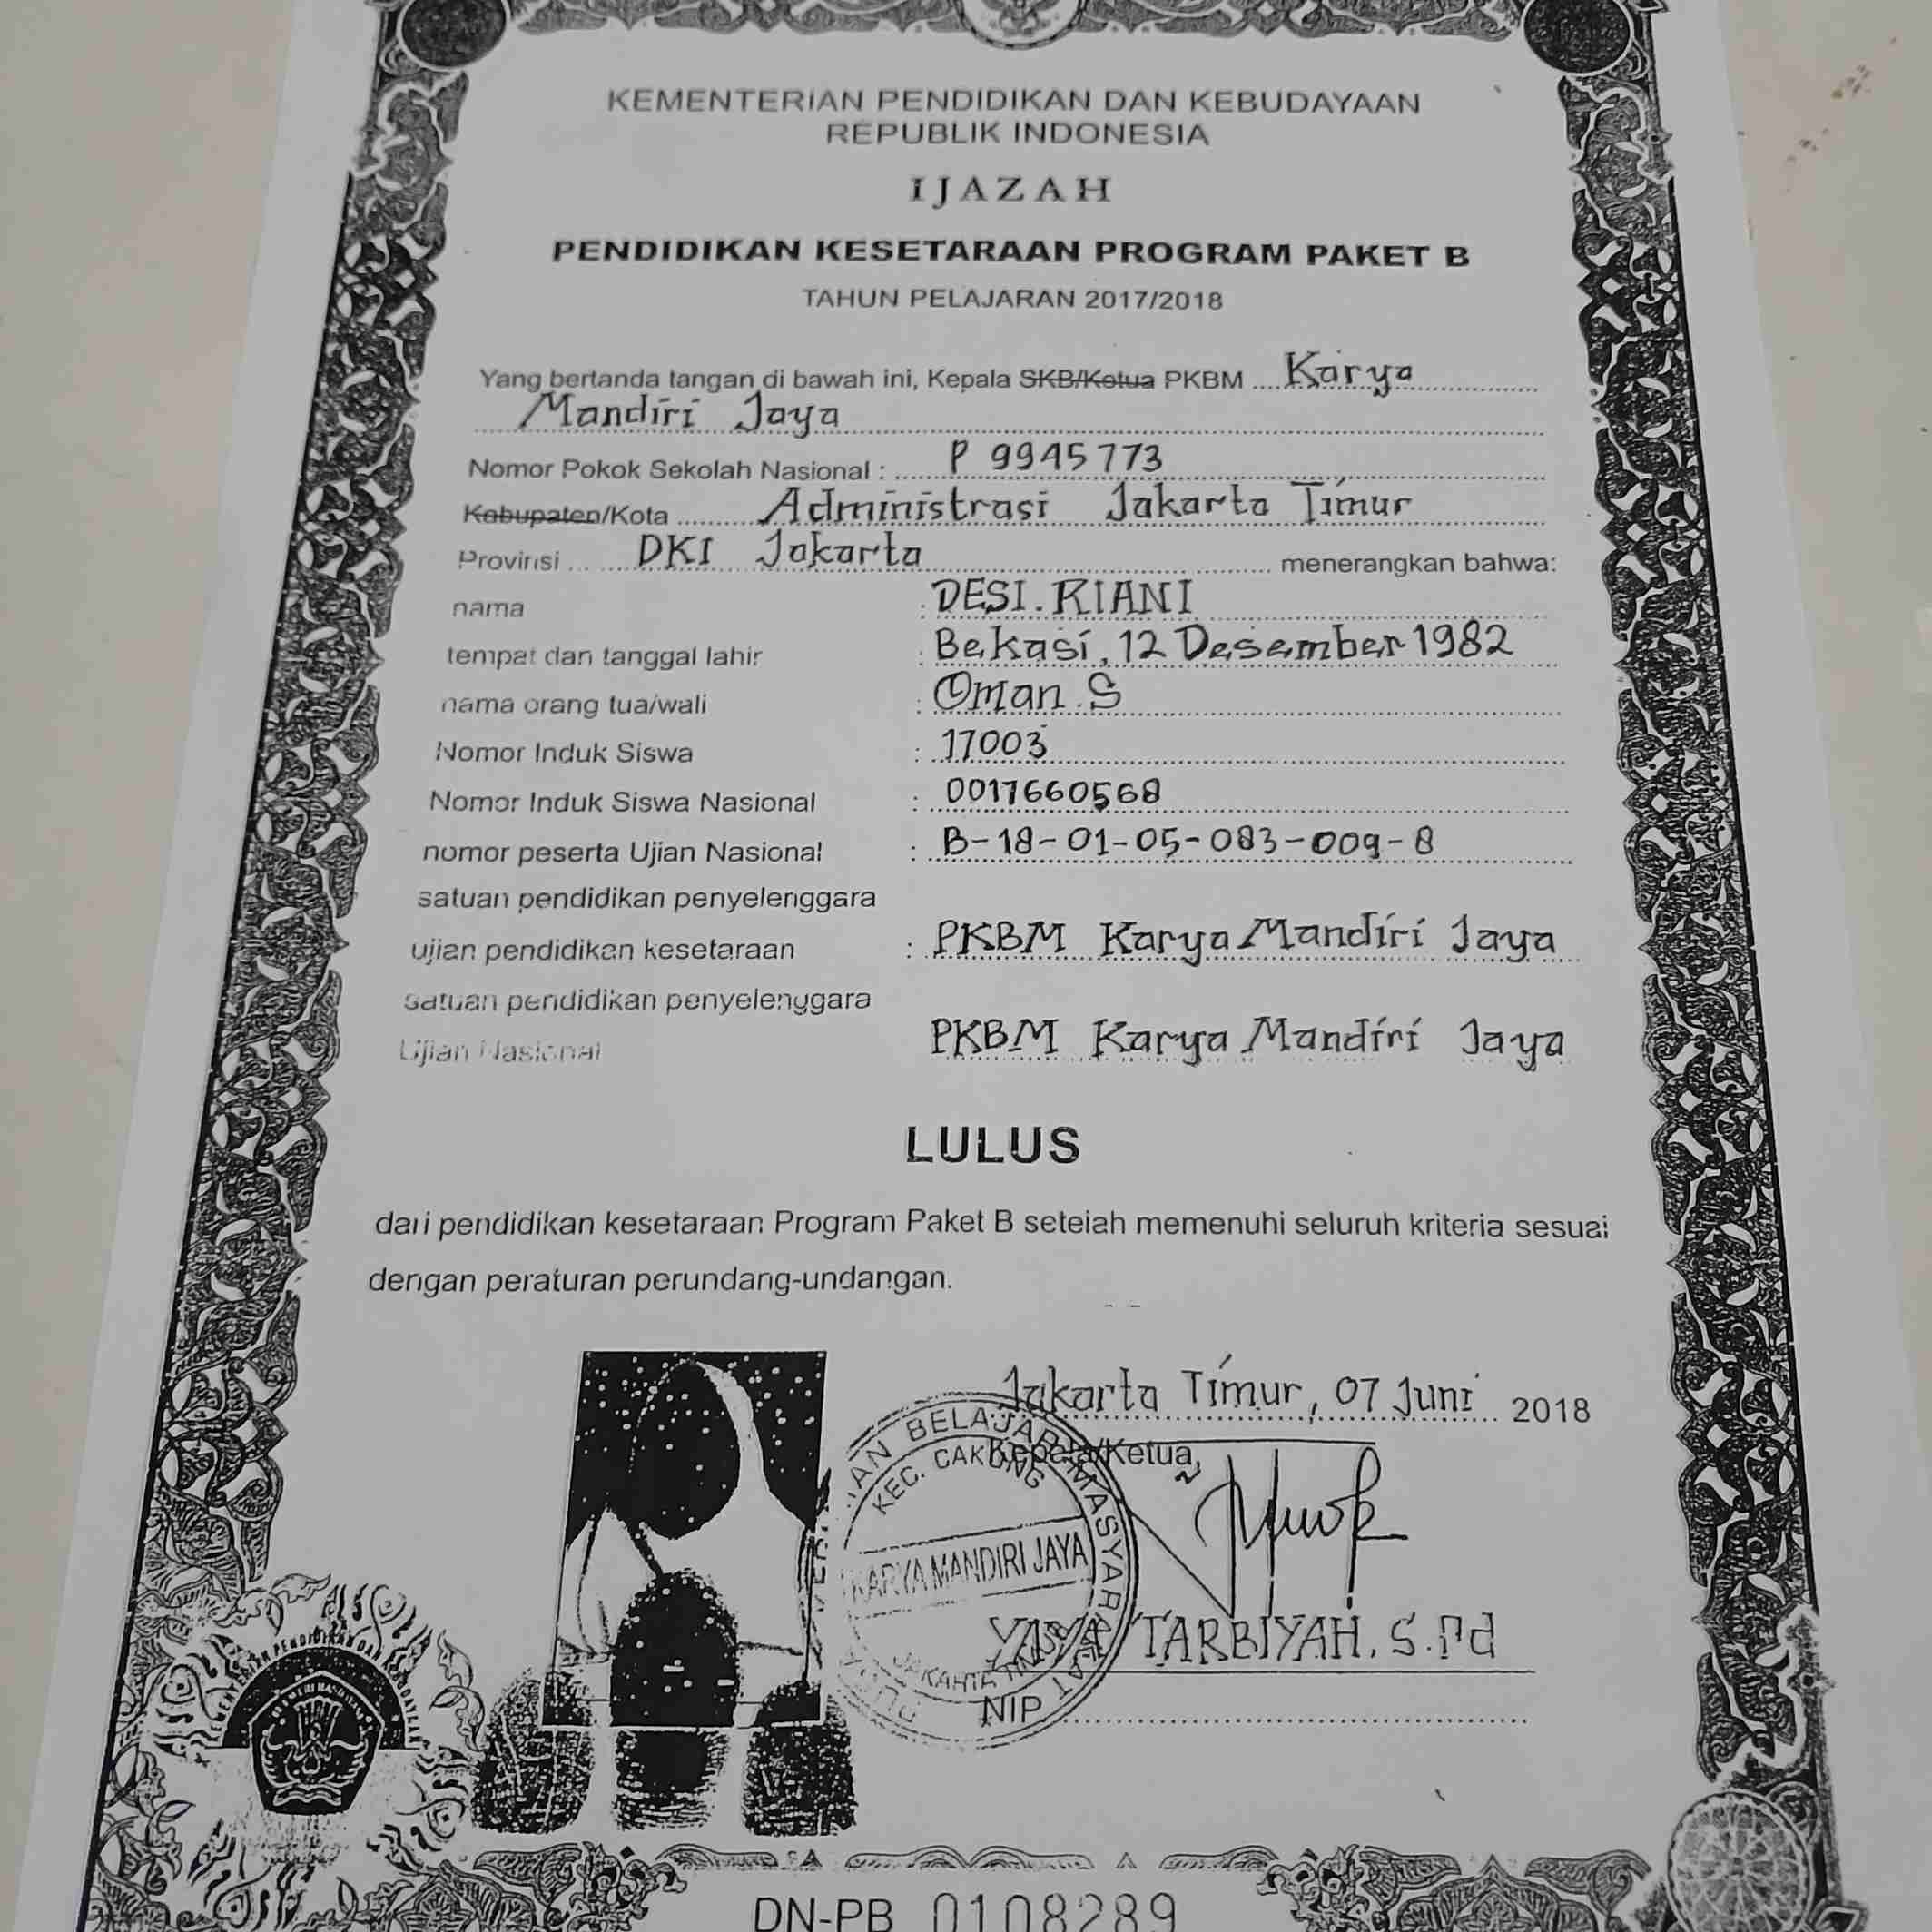 KEMENTERIAN PENDIDIKAN DAN KEBUDAYAAN
REPUBLIK INDONESIA
IJAZAH
PENDIDIKAN KESETARAAN PROGRAM PAKET B
TAHUN PELAJARAN 2017/2018
Yang bertanda tangan di bawah ini, Kepala SKB/Ketua PKBM Karya
Mandiri Jaya
Nomor Pokok Sekolah Nasional : P 9945773
Kabupaten/Kota Administrasi Jakarta Timur
Provinsi DKI Jakarta menerangkan bahwa:
nama : DESI.RIANI
tempat dan tanggal lahir : Bekasi, 12 Desember 1982
nama orang tua/wali : Oman.S
Nomor Induk Siswa : 17003
Nomor Induk Siswa Nasional : 0017660568
nomor peserta Ujian Nasional : B-18-01-05-083-009-8
satuan pendidikan penyelenggara
ujian pendidikan kesetaraan : PKBM Karya Mandiri Jaya
satuan pendidikan penyelenggara
Ujian Nasional PKBM Karya Mandiri Jaya
LULUS
dari pendidikan kesetaraan Program Paket B setelah memenuhi seluruh kriteria sesuai
dengan peraturan perundang-undangan.
Jakarta Timur, 07 Juni 2018
Kepala/Ketua,
BELAJAR MASYARAKAT
KEC. CAKUNG
KARYA MANDIRI JAYA
TARBIYAH, S.Pd
NIP
DN-PB 0108289